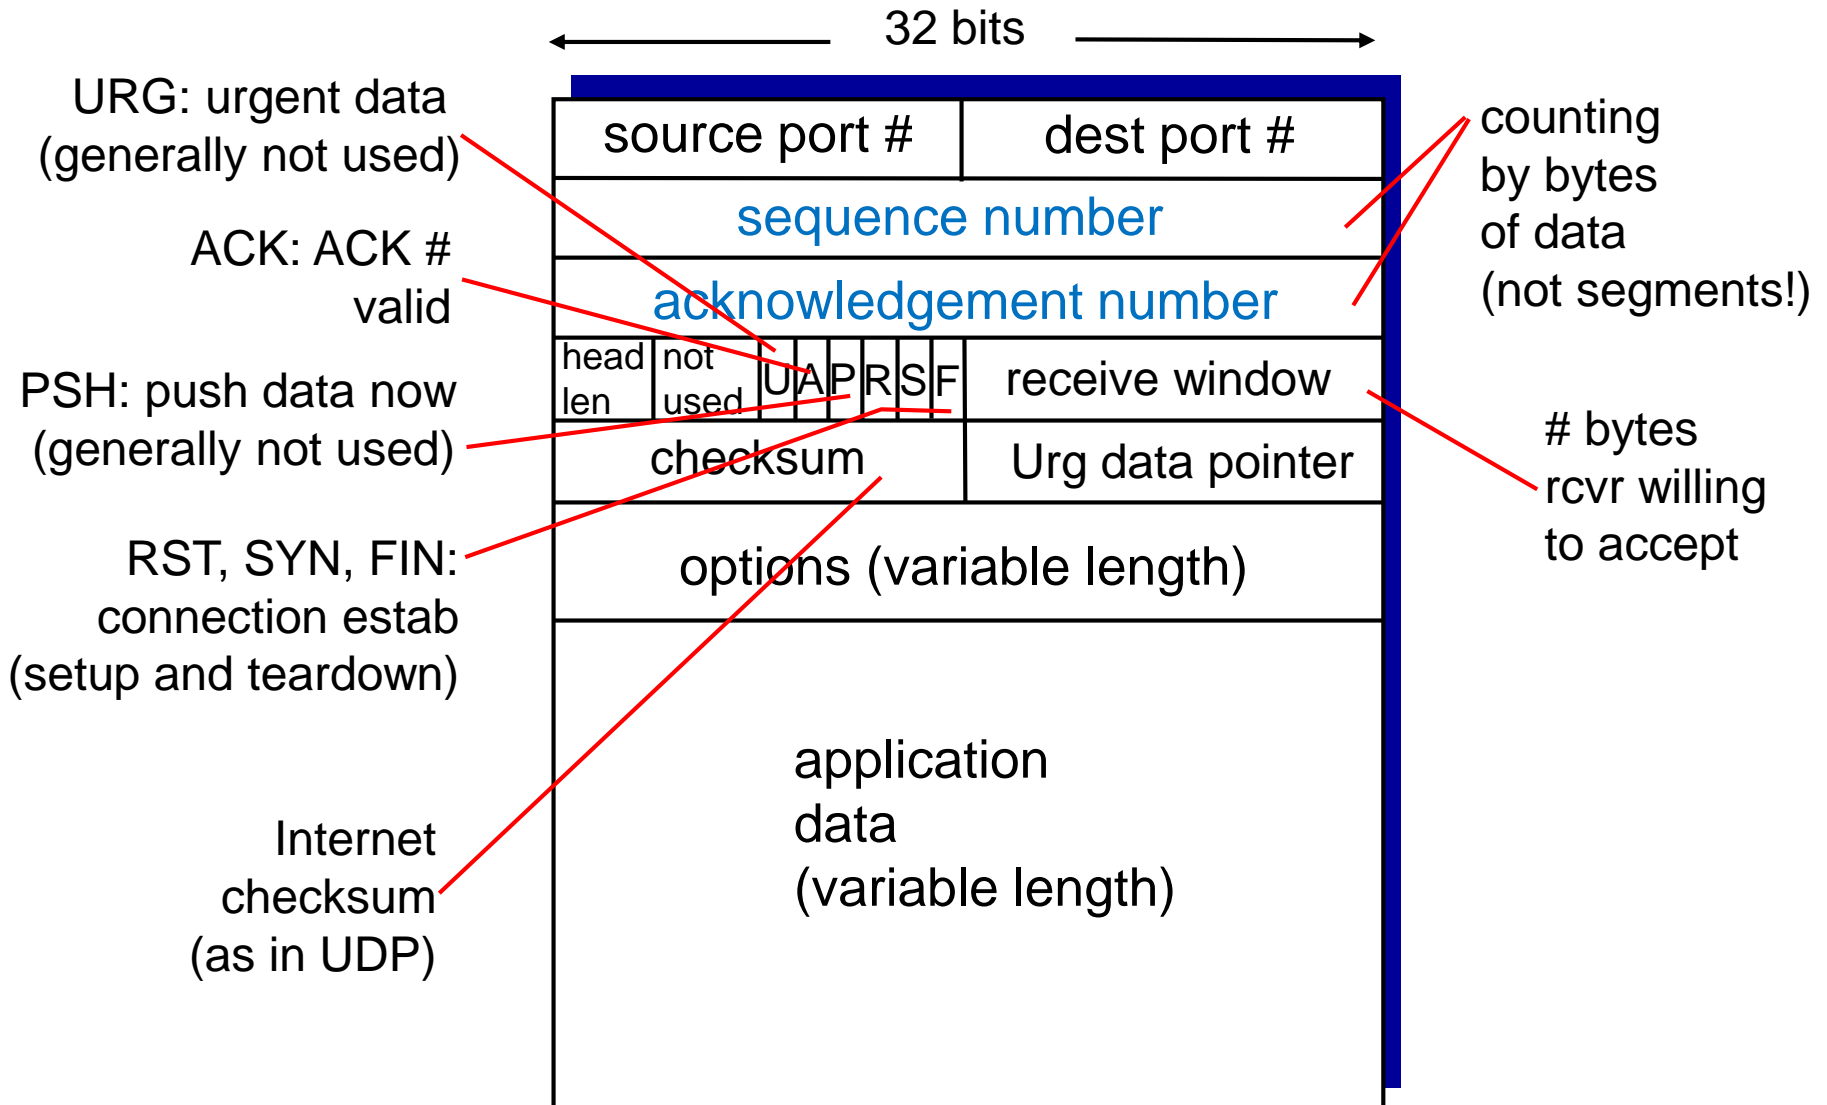 32 bits
URG: urgent data
(generally not used)
ACK: ACK #
valid
PSH: push data now
(generally not used)
RST, SYN, FIN:
connection estab
(setup and teardown)
Internet
checksum
(as in UDP)
source port #
dest port #
sequence number
acknowledgement number
head
len
not
used
U
A
P
R
S
F
receive window
checksum
Urg data pointer
options (variable length)
application
data
(variable length)
counting
by bytes
of data
(not segments!)
# bytes
rcvr willing
to accept